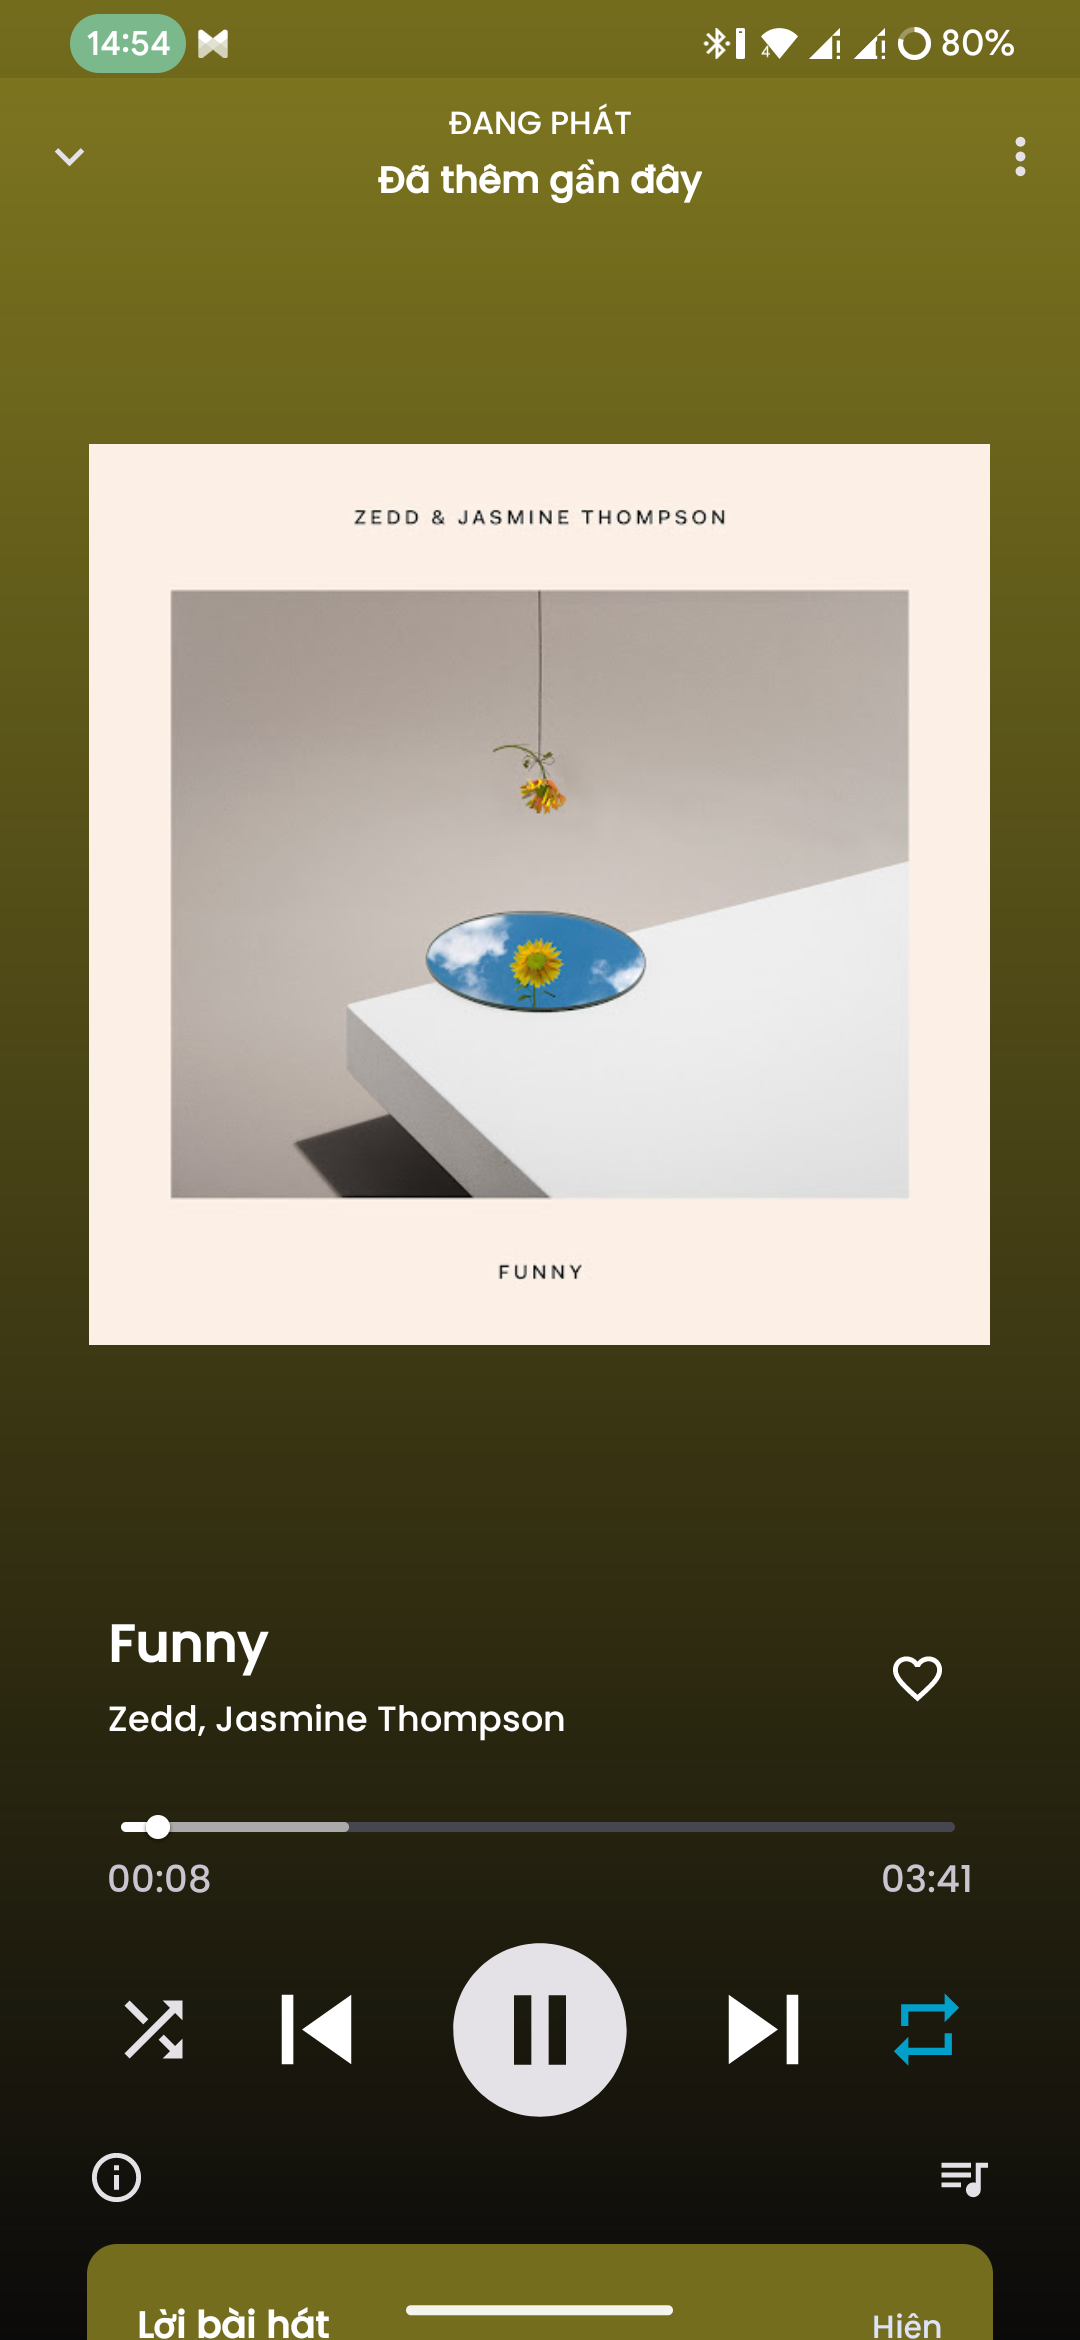 14:54
4
80%
ĐANG PHÁT
Đã thêm gần đây
ZEDD & JASMINE THOMPSON
FUNNY
Funny
Zedd, Jasmine Thompson
00:08
03:41
Lời bài hát
Hiện